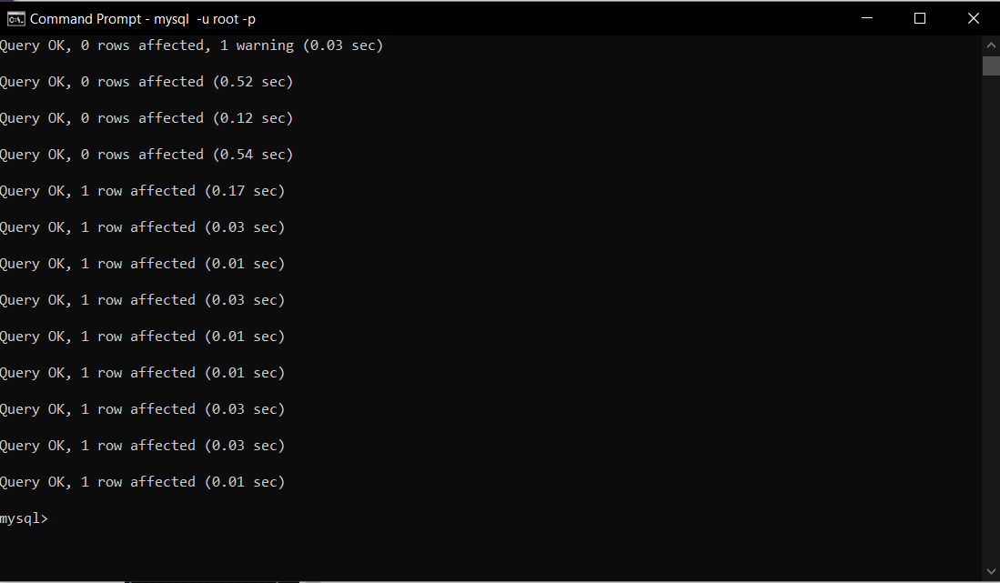 Command Prompt - mysql  -u root -p
Query OK, 0 rows affected, 1 warning (0.03 sec)
Query OK, 0 rows affected (0.52 sec)
Query OK, 0 rows affected (0.12 sec)
Query OK, 0 rows affected (0.54 sec)
Query OK, 1 row affected (0.17 sec)
Query OK, 1 row affected (0.03 sec)
Query OK, 1 row affected (0.01 sec)
Query OK, 1 row affected (0.03 sec)
Query OK, 1 row affected (0.01 sec)
Query OK, 1 row affected (0.01 sec)
Query OK, 1 row affected (0.03 sec)
Query OK, 1 row affected (0.03 sec)
Query OK, 1 row affected (0.01 sec)
mysql>